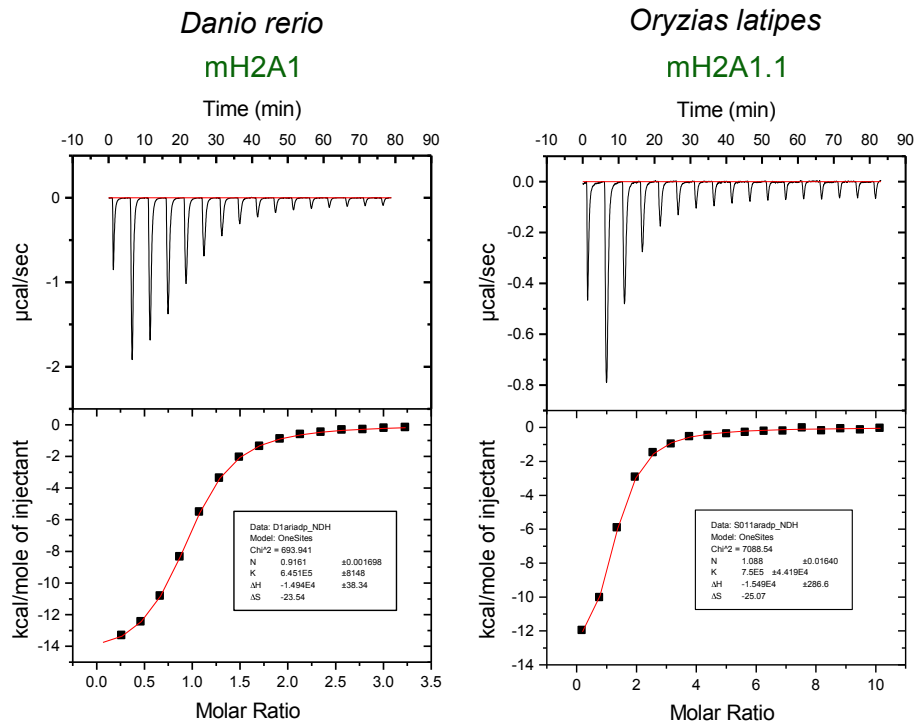 Danio rerio
mH2A1
Time (min)
-10 0 10 20 30 40 50 60 70 80 90
0
-1
-2
µcal/sec
0
-2
-4
-6
-8
-10
-12
-14
kcal/mole of injectant
Data: D1ariadp_NDH
Model: OneSites
Chi^2 = 693.941
N 0.9161 ±0.001698
K 6.451E5 ±8148
ΔH -1.494E4 ±38.34
ΔS -23.54
0.0 0.5 1.0 1.5 2.0 2.5 3.0 3.5
Molar Ratio
Oryzias latipes
mH2A1.1
Time (min)
-10 0 10 20 30 40 50 60 70 80 90
0.0
-0.2
-0.4
-0.6
-0.8
µcal/sec
0
-2
-4
-6
-8
-10
-12
-14
kcal/mole of injectant
Data: S011aradp_NDH
Model: OneSites
Chi^2 = 7088.54
N 1.088 ±0.01640
K 7.5E5 ±4.419E4
ΔH -1.549E4 ±286.6
ΔS -25.07
0 2 4 6 8 10
Molar Ratio